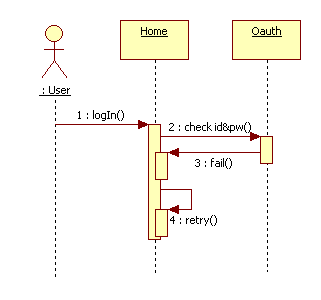 Home
Oauth
: User
1 : logIn()
2 : check id&pw()
3 : fail()
4 : retry()